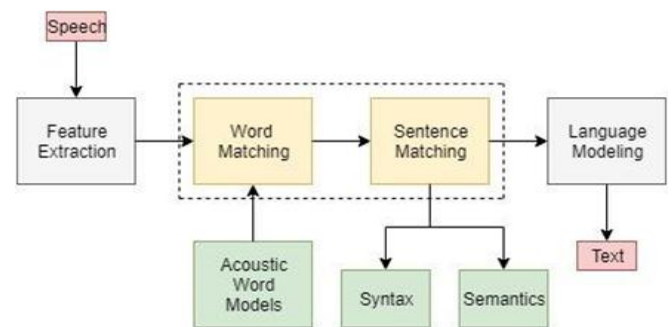 Speech
Feature
Extraction
Word
Matching
Sentence
Matching
Language
Modeling
Acoustic
Word
Models
Syntax
Semantics
Text